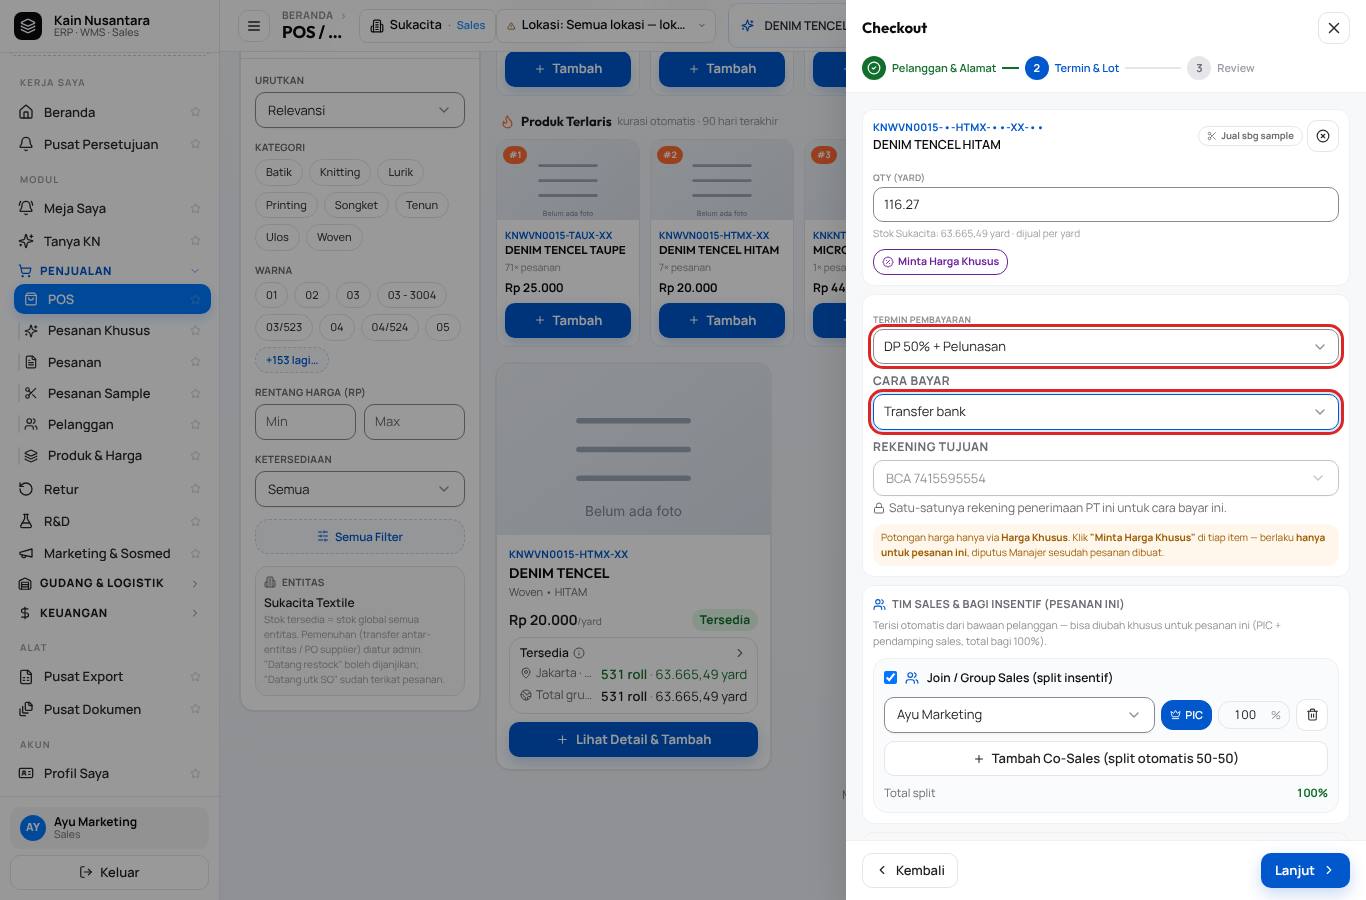 Kain Nusantara
ERP · WMS · Sales
KERJA SAYA
Beranda
Pusat Persetujuan
MODUL
Meja Saya
Tanya KN
PENJUALAN
POS
Pesanan Khusus
Pesanan
Pesanan Sample
Pelanggan
Produk & Harga
Retur
R&D
Marketing & Sosmed
GUDANG & LOGISTIK
KEUANGAN
ALAT
Pusat Export
Pusat Dokumen
AKUN
Profil Saya
AY
Ayu Marketing
Sales
Keluar
BERANDA
POS / ...
Sukacita · Sales
Lokasi: Semua lokasi — lok...
DENIM TENCEL
URUTKAN
Relevansi
KATEGORI
Batik
Knitting
Lurik
Printing
Songket
Tenun
Ulos
Woven
WARNA
01
02
03
03 - 3004
03/523
04
04/524
05
+153 lagi...
RENTANG HARGA (RP)
Min
Max
KETERSEDIAAN
Semua
Semua Filter
ENTITAS
Sukacita Textile
Stok tersedia = stok global semua
entitas. Pemenuhan (transfer antar-
entitas / PO supplier) diatur admin.
"Datang restock" boleh dijanjikan;
"Datang utk SO" sudah terikat pesanan.
+ Tambah
+ Tambah
Produk Terlaris kurasi otomatis · 90 hari terakhir
#1
Belum ada foto
KNWVN0015-TAUX-XX
DENIM TENCEL TAUPE
71× pesanan
Rp 25.000
+ Tambah
#2
Belum ada foto
KNWVN0015-HTMX-XX
DENIM TENCEL HITAM
7× pesanan
Rp 20.000
+ Tambah
#3
KNKNT
MICRO
1× pesa
Rp 44
Belum ada foto
KNWVN0015-HTMX-XX
DENIM TENCEL
Woven • HITAM
Rp 20.000/yard
Tersedia
Tersedia
Jakarta · ... 531 roll · 63.665,49 yard
Total gru... 531 roll · 63.665,49 yard
+ Lihat Detail & Tambah
Checkout
Pelanggan & Alamat
2 Termin & Lot
3 Review
KNWVN0015-•-HTMX-••-XX-••
DENIM TENCEL HITAM
Jual sbg sample
QTY (YARD)
116.27
Stok Sukacita: 63.665,49 yard · dijual per yard
Minta Harga Khusus
TERMIN PEMBAYARAN
DP 50% + Pelunasan
CARA BAYAR
Transfer bank
REKENING TUJUAN
BCA 7415595554
Satu-satunya rekening penerimaan PT ini untuk cara bayar ini.
Potongan harga hanya via Harga Khusus. Klik "Minta Harga Khusus" di tiap item — berlaku hanya
untuk pesanan ini, diputus Manajer sesudah pesanan dibuat.
TIM SALES & BAGI INSENTIF (PESANAN INI)
Terisi otomatis dari bawaan pelanggan — bisa diubah khusus untuk pesanan ini (PIC +
pendamping sales, total bagi 100%).
Join / Group Sales (split insentif)
Ayu Marketing
PIC
100 %
+ Tambah Co-Sales (split otomatis 50-50)
Total split
100%
Kembali
Lanjut